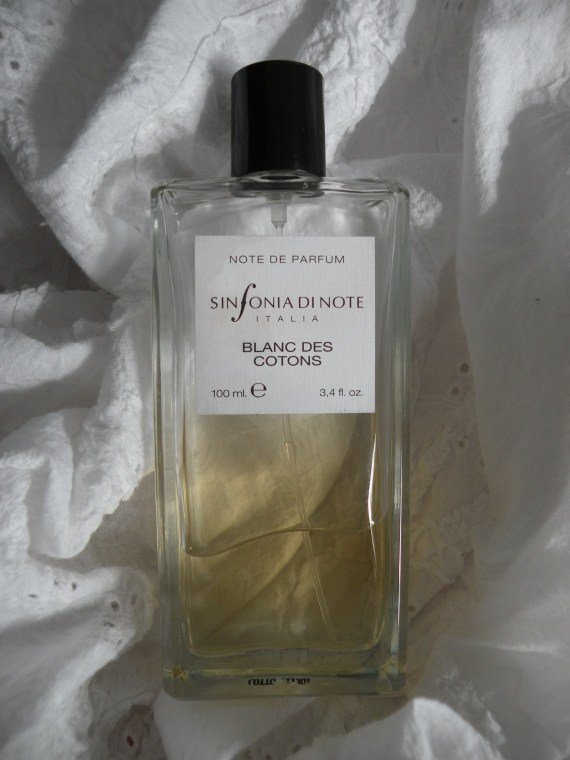 NOTE DE PARFUM
SINfONIA DI NOTE
ITALIA
BLANC DES
COTONS
100 ml. ℮ 3,4 fl. oz.